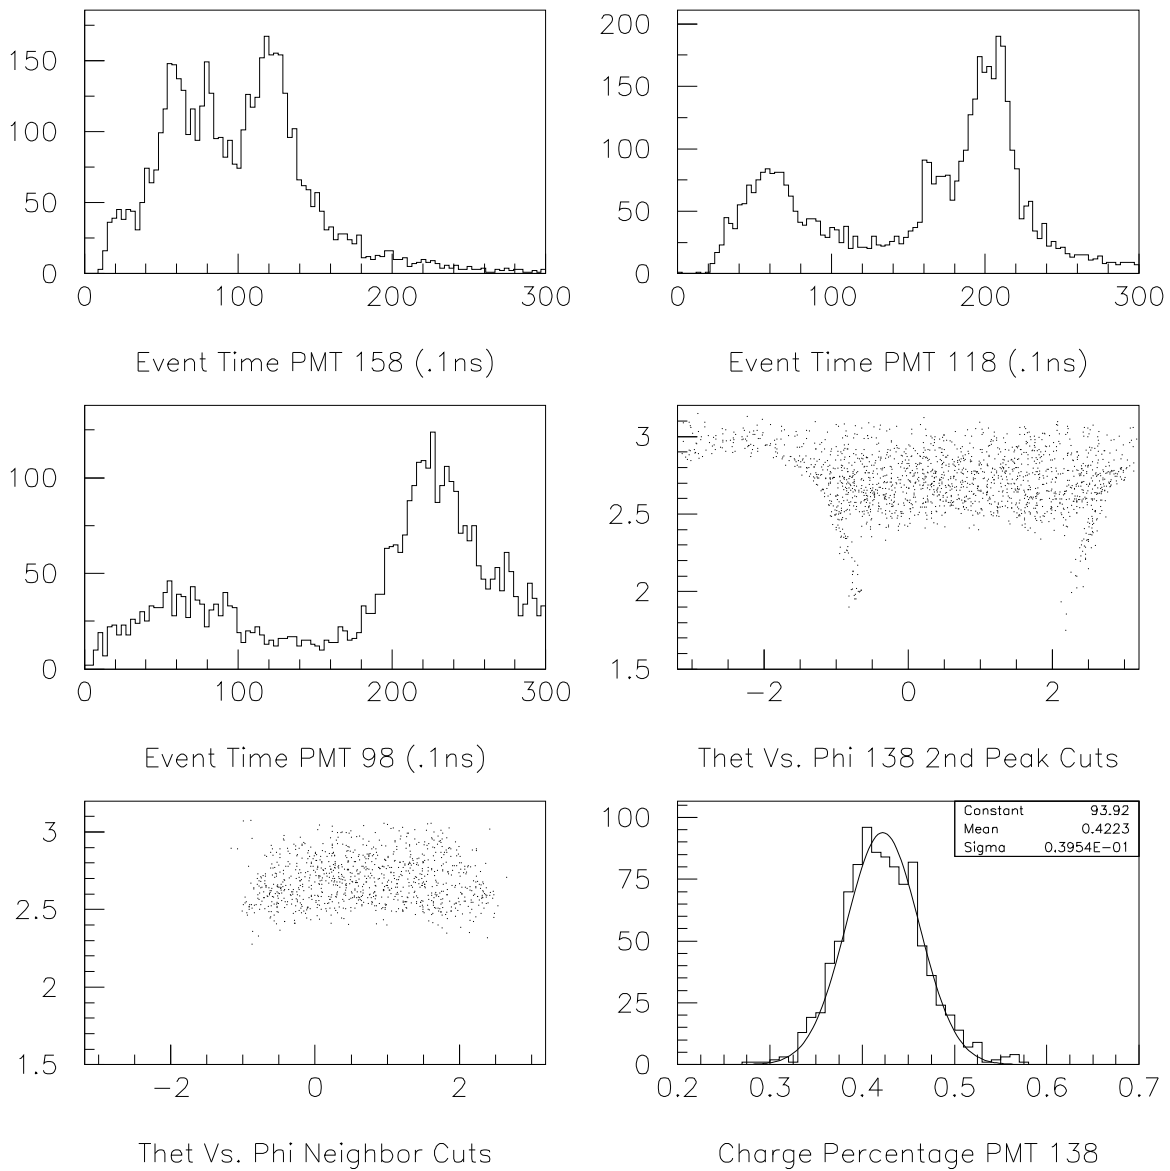 150
100
50
0
0 100 200 300
Event Time PMT 158 (.1ns)
200
150
100
50
0
0 100 200 300
Event Time PMT 118 (.1ns)
100
50
0
0 100 200 300
Event Time PMT 98 (.1ns)
3
2.5
2
1.5
-2 0 2
Thet Vs. Phi 138 2nd Peak Cuts
3
2.5
2
1.5
-2 0 2
Thet Vs. Phi Neighbor Cuts
Constant 93.92
Mean 0.4223
Sigma 0.3954E-01
100
75
50
25
0
0.2 0.3 0.4 0.5 0.6 0.7
Charge Percentage PMT 138